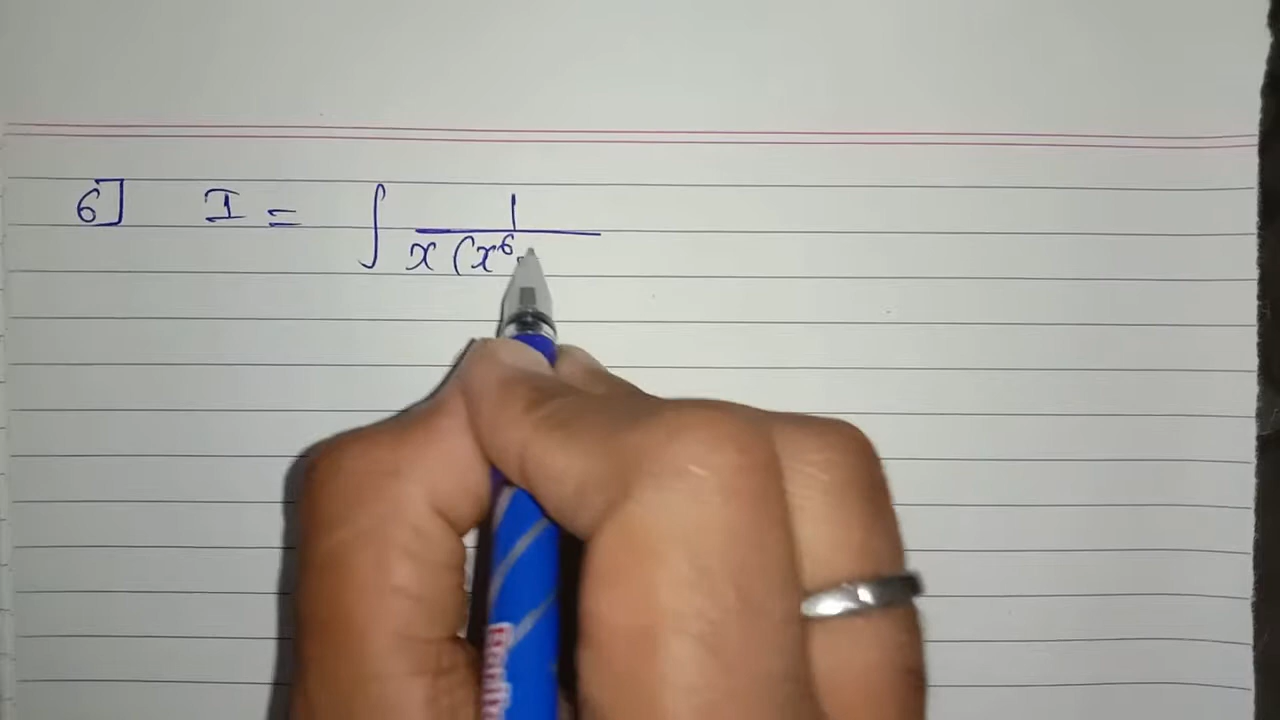 6] I = ∫ 1 / x (x⁶